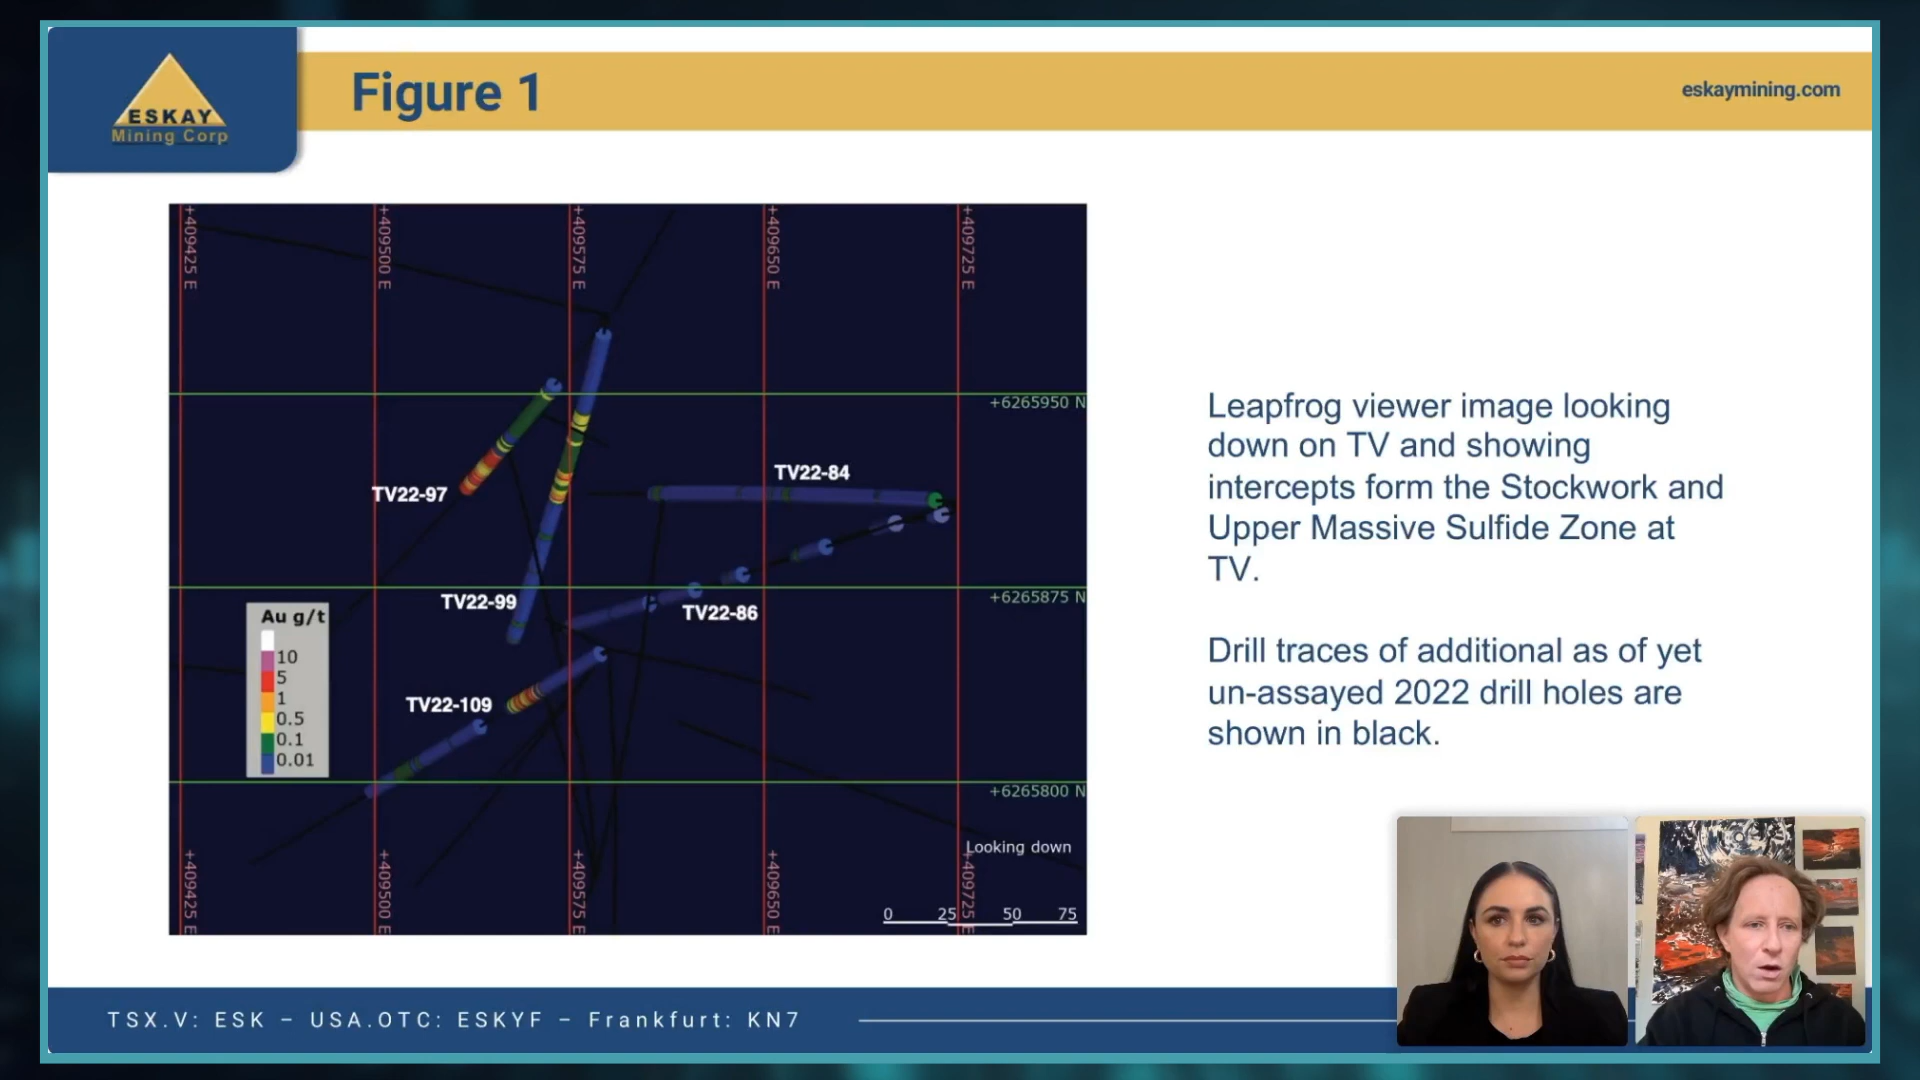 ESKAY
Mining Corp
Figure 1
eskaymining.com
+409425 E
+409500 E
+409575 E
+409650 E
+409725 E
+6265950 N
TV22-84
TV22-97
+6265875 N
TV22-99
TV22-86
Au g/t
10
5
1
0.5
0.1
0.01
TV22-109
+6265800 N
Looking down
+409425 E
+409500 E
+409575 E
+409650 E
+409725 E
0 25 50 75
Leapfrog viewer image looking
down on TV and showing
intercepts form the Stockwork and
Upper Massive Sulfide Zone at
TV.
Drill traces of additional as of yet
un-assayed 2022 drill holes are
shown in black.
TSX.V: ESK – USA.OTC: ESKYF – Frankfurt: KN7